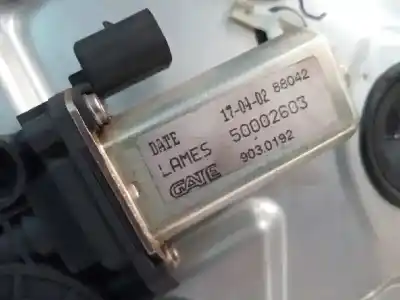 DATE 17-04-02 88042
LAMES 50002603
GATE 9030192